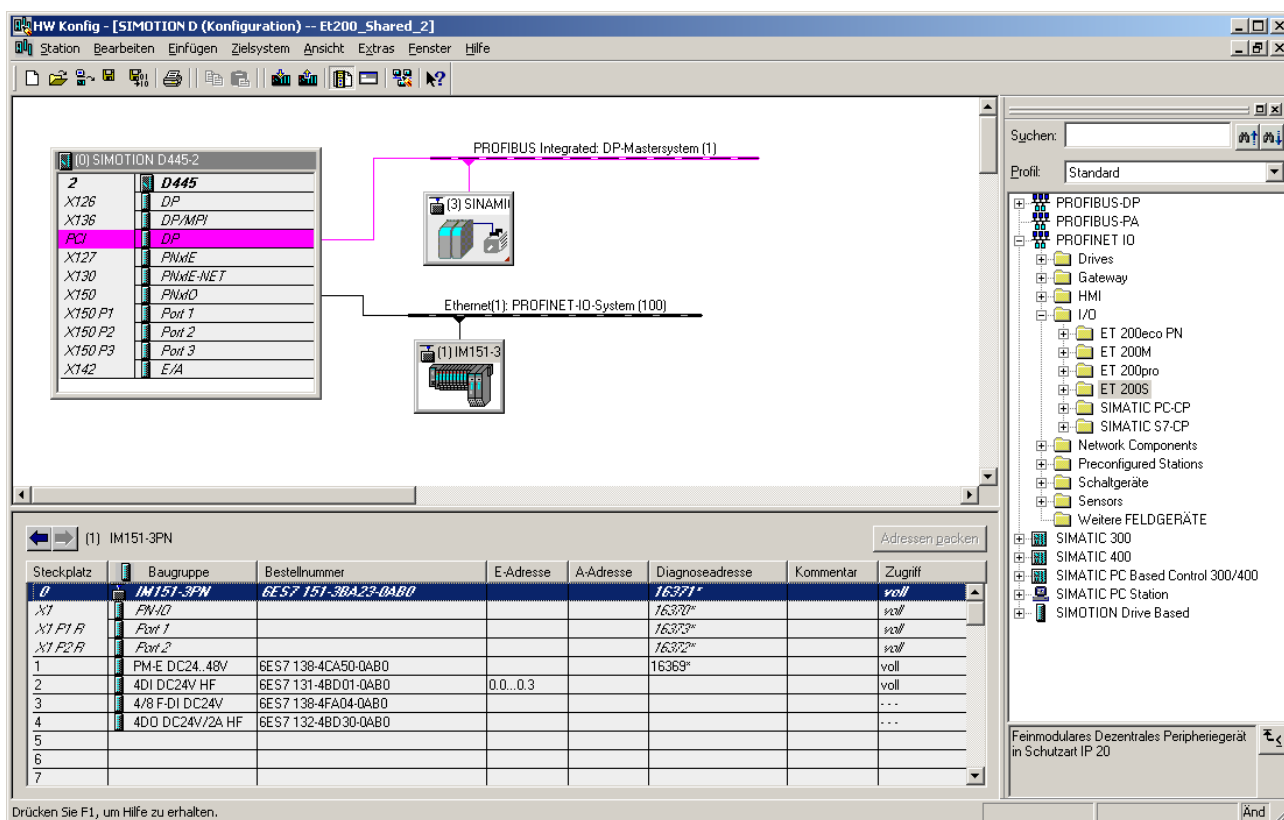 HW Konfig - [SIMOTION D (Konfiguration) -- Et200_Shared_2]
Station Bearbeiten Einfügen Zielsystem Ansicht Extras Fenster Hilfe
(0) SIMOTION D445-2
2 D445
X126 DP
X136 DP/MPI
PCI DP
X127 PNxIE
X130 PNxIE-NET
X150 PNxIO
X150 P1 Port 1
X150 P2 Port 2
X150 P3 Port 3
X142 E/A
PROFIBUS Integrated: DP-Mastersystem (1)
(3) SINAMI
Ethernet(1): PROFINET-IO-System (100)
(1) IM151-3
Suchen:
Profil: Standard
PROFIBUS-DP
PROFIBUS-PA
PROFINET IO
Drives
Gateway
HMI
I/O
ET 200eco PN
ET 200M
ET 200pro
ET 200S
SIMATIC PC-CP
SIMATIC S7-CP
Network Components
Preconfigured Stations
Schaltgeräte
Sensors
Weitere FELDGERÄTE
SIMATIC 300
SIMATIC 400
SIMATIC PC Based Control 300/400
SIMATIC PC Station
SIMOTION Drive Based
Feinmodulares Dezentrales Peripheriegerät
in Schutzart IP 20
(1) IM151-3PN
Adressen packen
Steckplatz Baugruppe Bestellnummer E-Adresse A-Adresse Diagnoseadresse Kommentar Zugriff
0 IM151-3PN 6ES7 151-3BA23-0AB0 16371* voll
X1 PN-IO 16370* voll
X1 P1 R Port 1 16373* voll
X1 P2 R Port 2 16372* voll
1 PM-E DC24..48V 6ES7 138-4CA50-0AB0 16369* voll
2 4DI DC24V HF 6ES7 131-4BD01-0AB0 0.0...0.3 voll
3 4/8 F-DI DC24V 6ES7 138-4FA04-0AB0 - - -
4 4DO DC24V/2A HF 6ES7 132-4BD30-0AB0 - - -
5
6
7
Drücken Sie F1, um Hilfe zu erhalten.
Änd